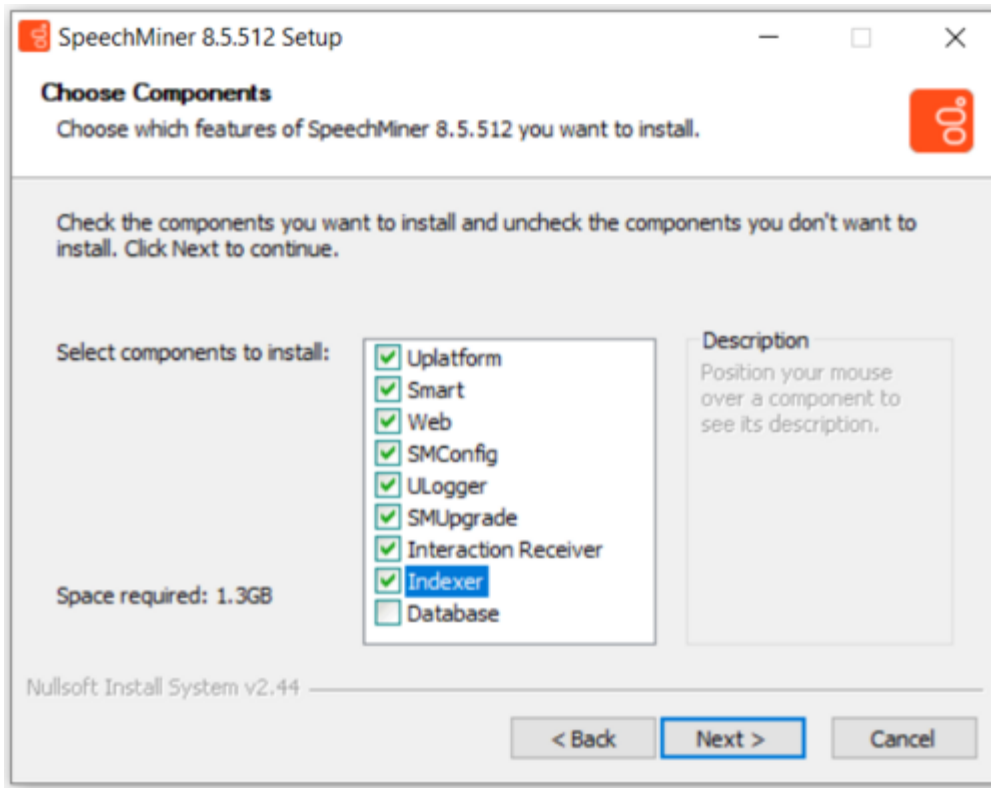 SpeechMiner 8.5.512 Setup
Choose Components
Choose which features of SpeechMiner 8.5.512 you want to install.
Check the components you want to install and uncheck the components you don't want to
install. Click Next to continue.
Select components to install:
Uplatform
Smart
Web
SMConfig
ULogger
SMUpgrade
Interaction Receiver
Indexer
Database
Description
Position your mouse
over a component to
see its description.
Space required: 1.3GB
Nullsoft Install System v2.44
< Back
Next >
Cancel